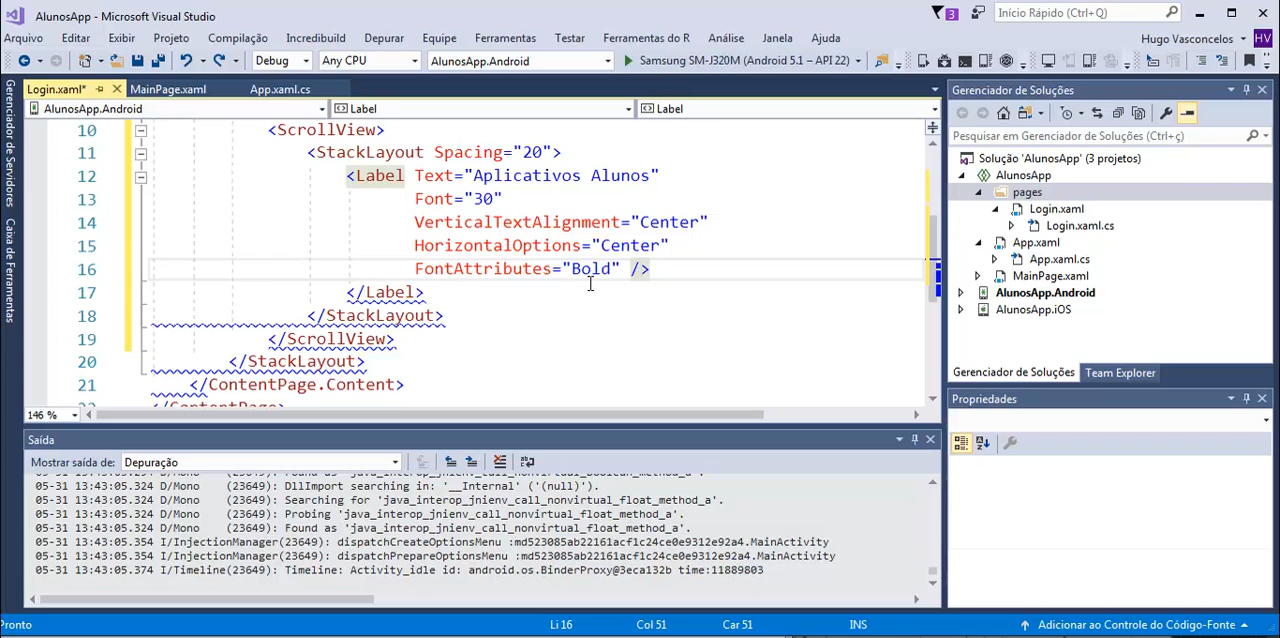 AlunosApp - Microsoft Visual Studio
3
Início Rápido (Ctrl+Q)
Arquivo Editar Exibir Projeto Compilação Incredibuild Depurar Equipe Ferramentas Testar Ferramentas do R Análise Janela Ajuda
Hugo Vasconcelos HV
Debug Any CPU AlunosApp.Android Samsung SM-J320M (Android 5.1 - API 22)
Login.xaml* MainPage.xaml App.xaml.cs
AlunosApp.Android Label Label
Gerenciador de Servidores
Caixa de Ferramentas
10 <ScrollView>
11 <StackLayout Spacing="20">
12 <Label Text="Aplicativos Alunos"
13 Font="30"
14 VerticalTextAlignment="Center"
15 HorizontalOptions="Center"
16 FontAttributes="Bold" />
17 </Label>
18 </StackLayout>
19 </ScrollView>
20 </StackLayout>
21 </ContentPage.Content>
22 </ContentPage>
146 %
Saída
Mostrar saída de: Depuração
05-31 13:43:05.324 D/Mono (23649): DllImport searching in: '__Internal' ('(null)').
05-31 13:43:05.324 D/Mono (23649): Searching for 'java_interop_jnienv_call_nonvirtual_float_method_a'.
05-31 13:43:05.324 D/Mono (23649): Probing 'java_interop_jnienv_call_nonvirtual_float_method_a'.
05-31 13:43:05.324 D/Mono (23649): Found as 'java_interop_jnienv_call_nonvirtual_float_method_a'.
05-31 13:43:05.354 I/InjectionManager(23649): dispatchCreateOptionsMenu :md523085ab22161acf1c24ce0e9312e92a4.MainActivity
05-31 13:43:05.354 I/InjectionManager(23649): dispatchPrepareOptionsMenu :md523085ab22161acf1c24ce0e9312e92a4.MainActivity
05-31 13:43:05.374 I/Timeline(23649): Timeline: Activity_idle id: android.os.BinderProxy@3eca132b time:11889803
Gerenciador de Soluções
Pesquisar em Gerenciador de Soluções (Ctrl+ç)
Solução 'AlunosApp' (3 projetos)
AlunosApp
pages
Login.xaml
Login.xaml.cs
App.xaml
App.xaml.cs
MainPage.xaml
AlunosApp.Android
AlunosApp.iOS
Gerenciador de Soluções Team Explorer
Propriedades
Pronto Li 16 Col 51 Car 51 INS Adicionar ao Controle do Código-Fonte